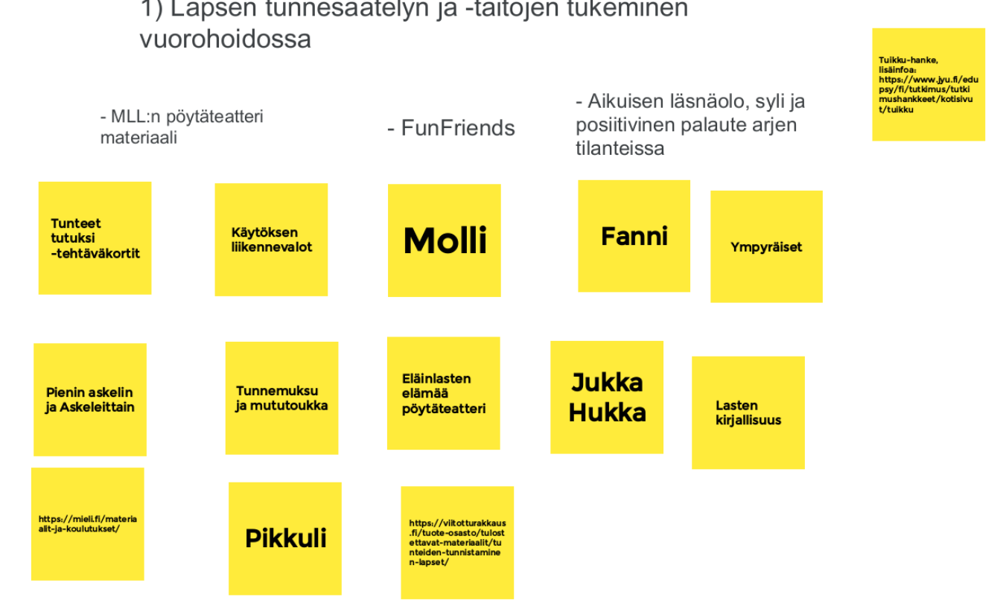 1) Lapsen tunnesäätelyn ja -taitojen tukeminen
vuorohoidossa
Tuikku-hanke,
lisäinfoa:
https://www.jyu.fi/edu
psy/fi/tutkimus/tutki
mushankkeet/kotisivu
t/tuikku
- MLL:n pöytäteatteri
materiaali
- FunFriends
- Aikuisen läsnäolo, syli ja
posiitivinen palaute arjen
tilanteissa
Tunteet
tutuksi
-tehtäväkortit
Käytöksen
liikennevalot
Molli
Fanni
Ympyräiset
Pienin askelin
ja Askeleittain
Tunnemuksu
ja mututoukka
Eläinlasten
elämää
pöytäteatteri
Jukka
Hukka
Lasten
kirjallisuus
https://mieli.fi/materia
alit-ja-koulutukset/
Pikkuli
https://viitotturakkaus
.fi/tuote-osasto/tulost
ettavat-materiaalit/tu
nteiden-tunnistamine
n-lapset/